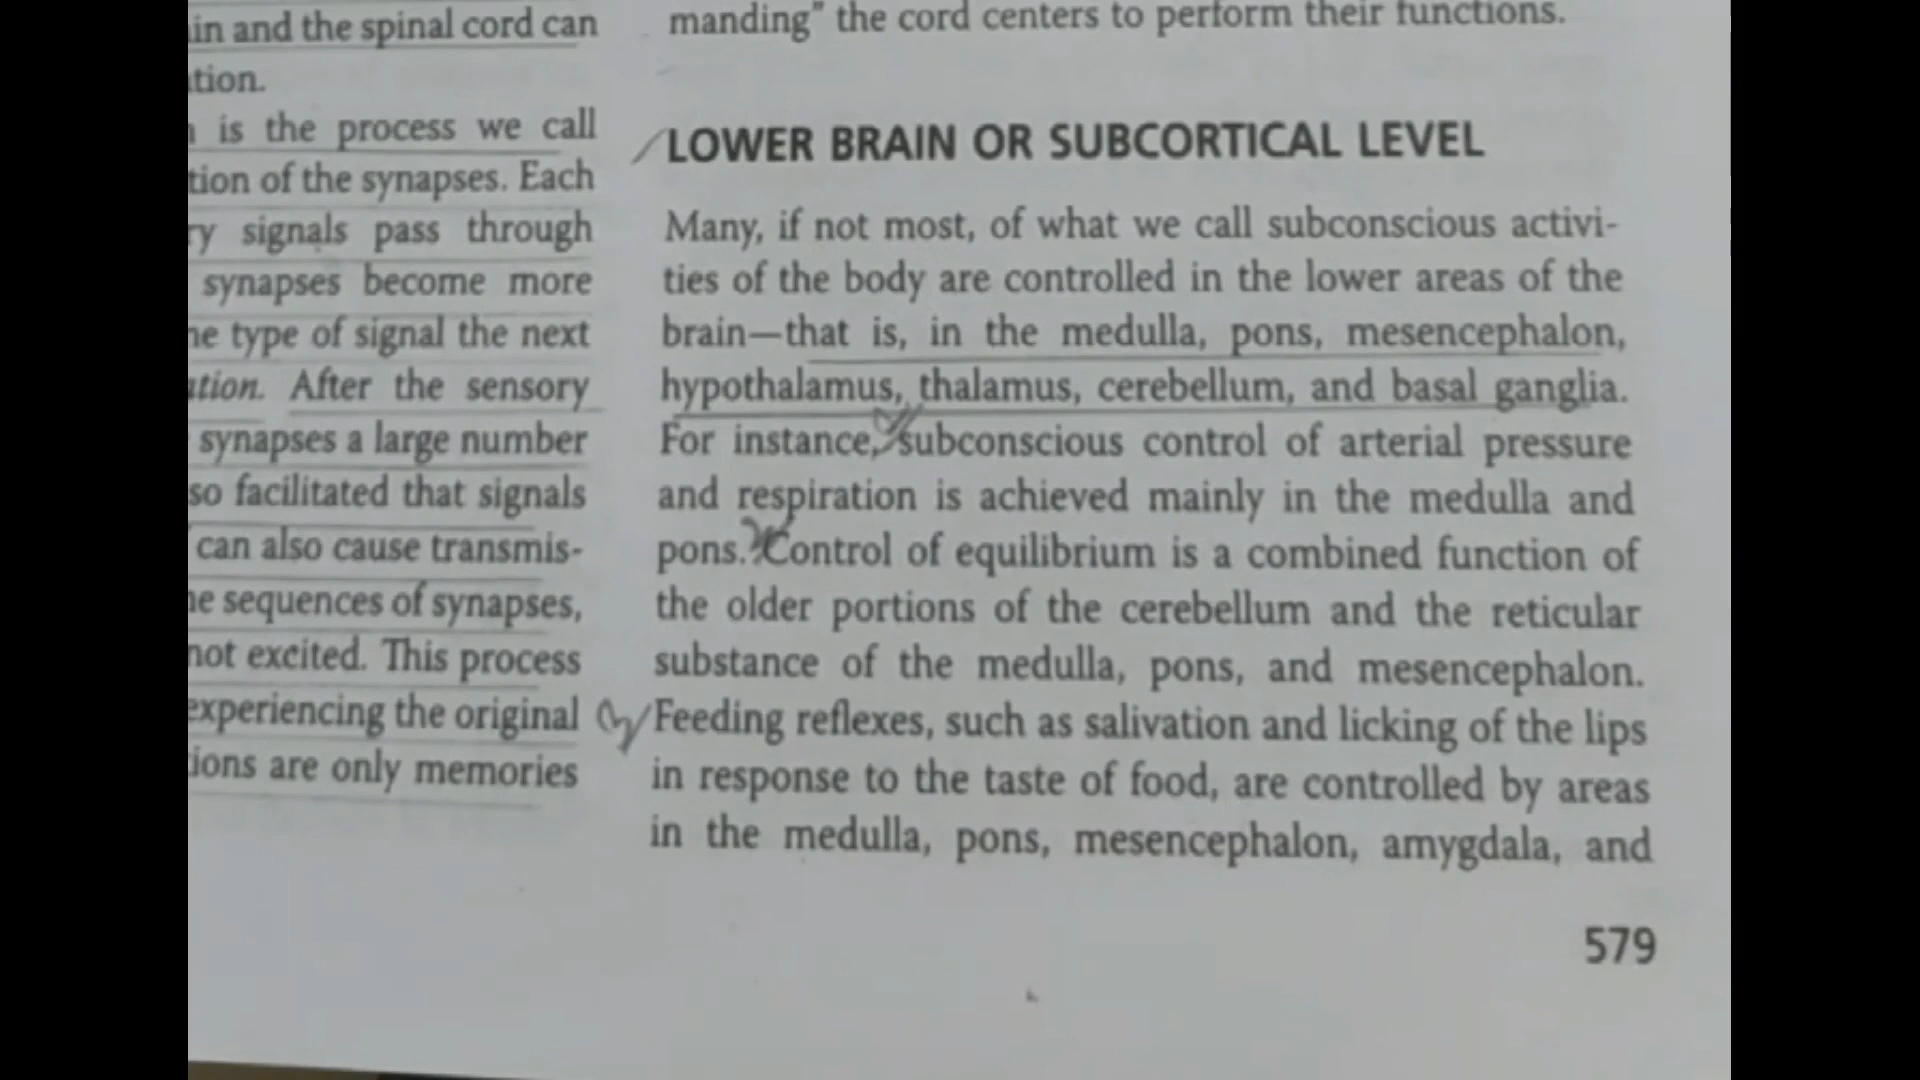 in and the spinal cord can
tion.
is the process we call
tion of the synapses. Each
ry signals pass through
synapses become more
he type of signal the next
ation. After the sensory
synapses a large number
so facilitated that signals
can also cause transmis-
he sequences of synapses,
not excited. This process
experiencing the original
ions are only memories
manding" the cord centers to perform their functions.
LOWER BRAIN OR SUBCORTICAL LEVEL
Many, if not most, of what we call subconscious activi-
ties of the body are controlled in the lower areas of the
brain—that is, in the medulla, pons, mesencephalon,
hypothalamus, thalamus, cerebellum, and basal ganglia.
For instance, subconscious control of arterial pressure
and respiration is achieved mainly in the medulla and
pons. Control of equilibrium is a combined function of
the older portions of the cerebellum and the reticular
substance of the medulla, pons, and mesencephalon.
Feeding reflexes, such as salivation and licking of the lips
in response to the taste of food, are controlled by areas
in the medulla, pons, mesencephalon, amygdala, and
579